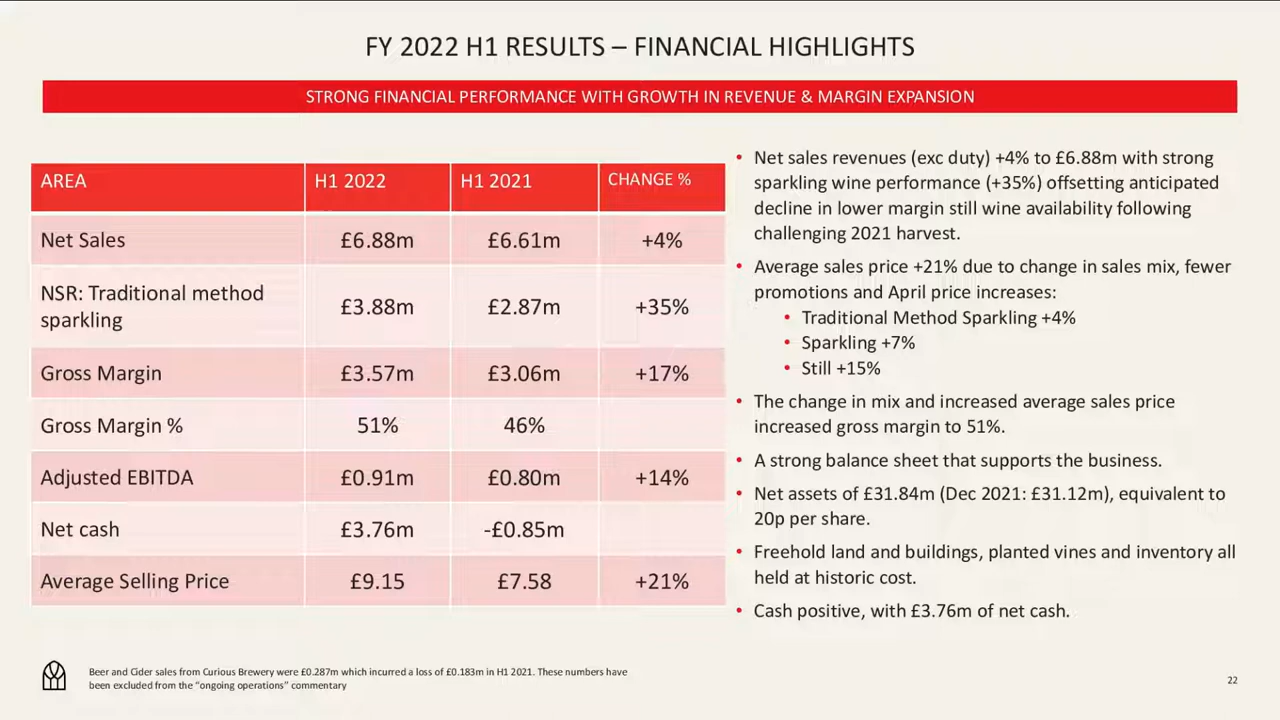 FY 2022 H1 RESULTS – FINANCIAL HIGHLIGHTS
STRONG FINANCIAL PERFORMANCE WITH GROWTH IN REVENUE & MARGIN EXPANSION
AREA H1 2022 H1 2021 CHANGE %
Net Sales £6.88m £6.61m +4%
NSR: Traditional method
sparkling £3.88m £2.87m +35%
Gross Margin £3.57m £3.06m +17%
Gross Margin % 51% 46%
Adjusted EBITDA £0.91m £0.80m +14%
Net cash £3.76m -£0.85m
Average Selling Price £9.15 £7.58 +21%
• Net sales revenues (exc duty) +4% to £6.88m with strong
sparkling wine performance (+35%) offsetting anticipated
decline in lower margin still wine availability following
challenging 2021 harvest.
• Average sales price +21% due to change in sales mix, fewer
promotions and April price increases:
• Traditional Method Sparkling +4%
• Sparkling +7%
• Still +15%
• The change in mix and increased average sales price
increased gross margin to 51%.
• A strong balance sheet that supports the business.
• Net assets of £31.84m (Dec 2021: £31.12m), equivalent to
20p per share.
• Freehold land and buildings, planted vines and inventory all
held at historic cost.
• Cash positive, with £3.76m of net cash.
Beer and Cider sales from Curious Brewery were £0.287m which incurred a loss of £0.183m in H1 2021. These numbers have
been excluded from the “ongoing operations” commentary
22